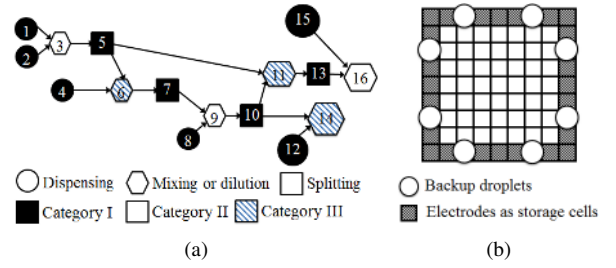 15
1
3
5
2
11
13
16
4
6
7
9
10
14
8
12
Dispensing
Mixing or dilution
Splitting
Category I
Category II
Category III
(a)
Backup droplets
Electrodes as storage cells
(b)